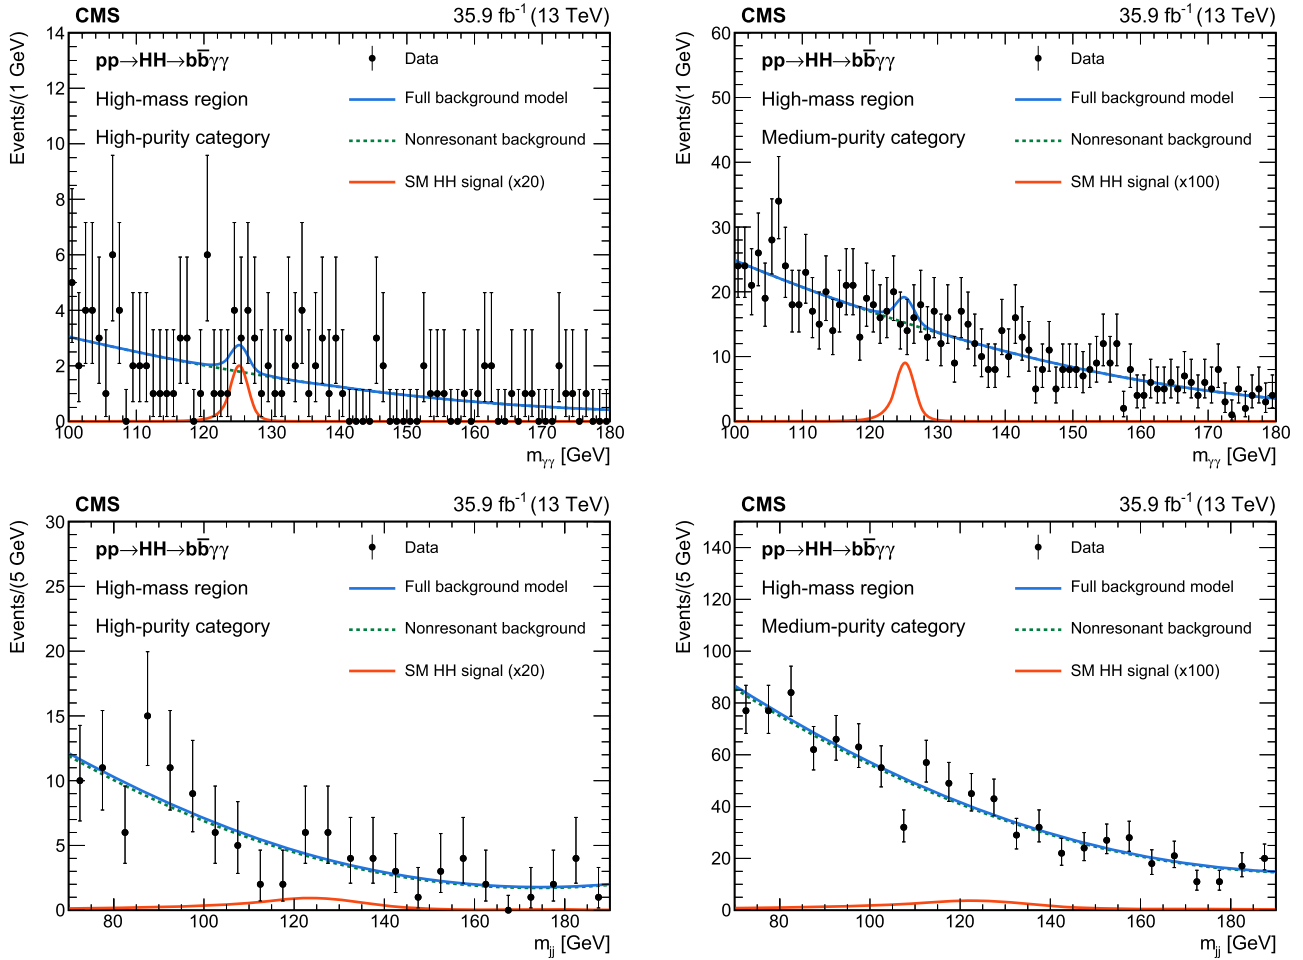 CMS 35.9 fb⁻¹ (13 TeV)
Events/(1 GeV)
14
12
10
8
6
4
2
0
pp→HH→bb̅γγ
High-mass region
High-purity category
Data
Full background model
Nonresonant background
SM HH signal (x20)
100 110 120 130 140 150 160 170 180
mγγ [GeV]
CMS 35.9 fb⁻¹ (13 TeV)
Events/(1 GeV)
60
50
40
30
20
10
0
pp→HH→bb̅γγ
High-mass region
Medium-purity category
Data
Full background model
Nonresonant background
SM HH signal (x100)
100 110 120 130 140 150 160 170 180
mγγ [GeV]
CMS 35.9 fb⁻¹ (13 TeV)
Events/(5 GeV)
30
25
20
15
10
5
0
pp→HH→bb̅γγ
High-mass region
High-purity category
Data
Full background model
Nonresonant background
SM HH signal (x20)
80 100 120 140 160 180
mjj [GeV]
CMS 35.9 fb⁻¹ (13 TeV)
Events/(5 GeV)
140
120
100
80
60
40
20
0
pp→HH→bb̅γγ
High-mass region
Medium-purity category
Data
Full background model
Nonresonant background
SM HH signal (x100)
80 100 120 140 160 180
mjj [GeV]